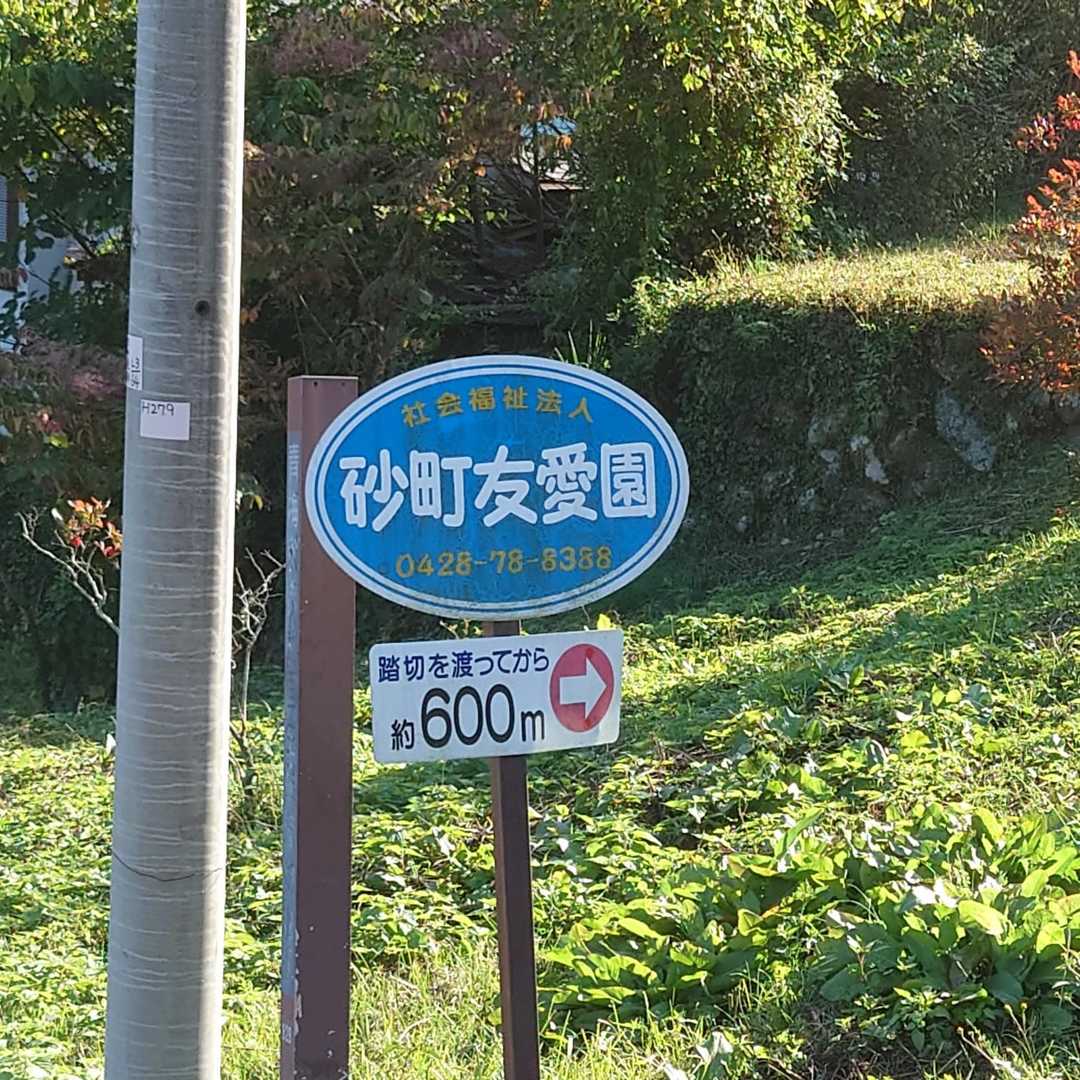 H279
社会福祉法人
砂町友愛園
0428-78-8388
踏切を渡ってから
約600m